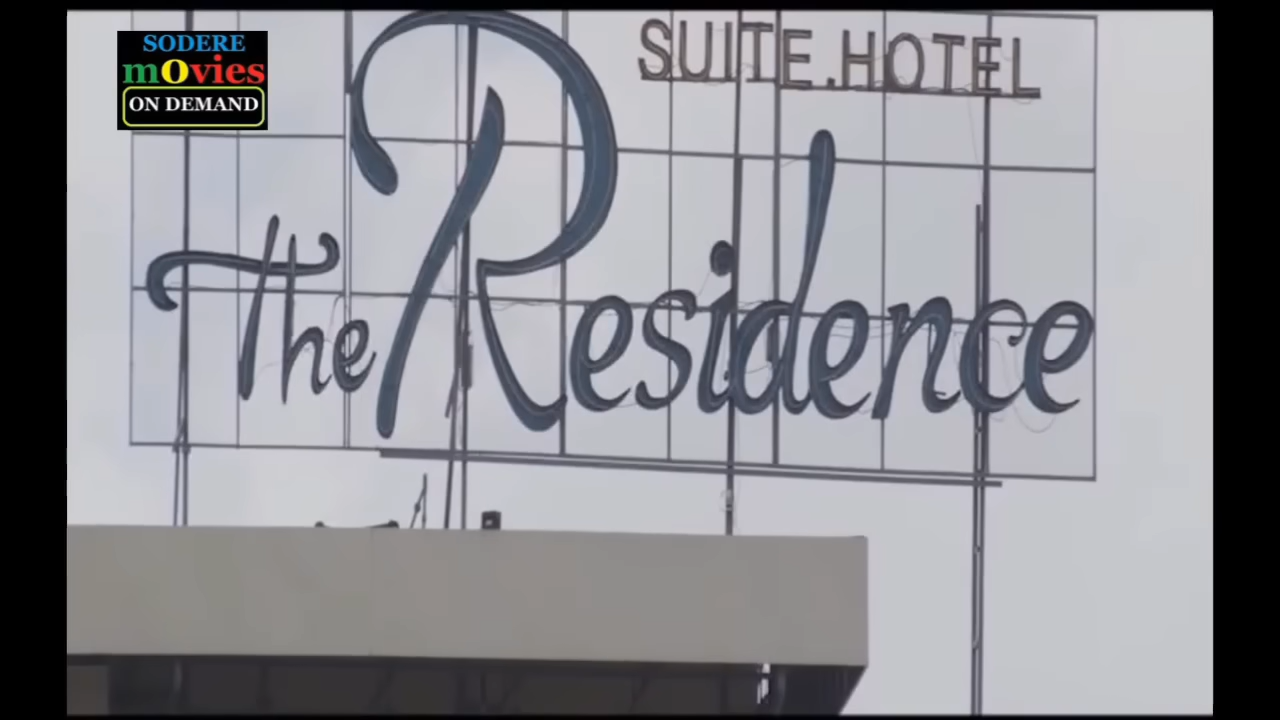 SODERE
mOvies
ON DEMAND
SUITE.HOTEL
The Residence